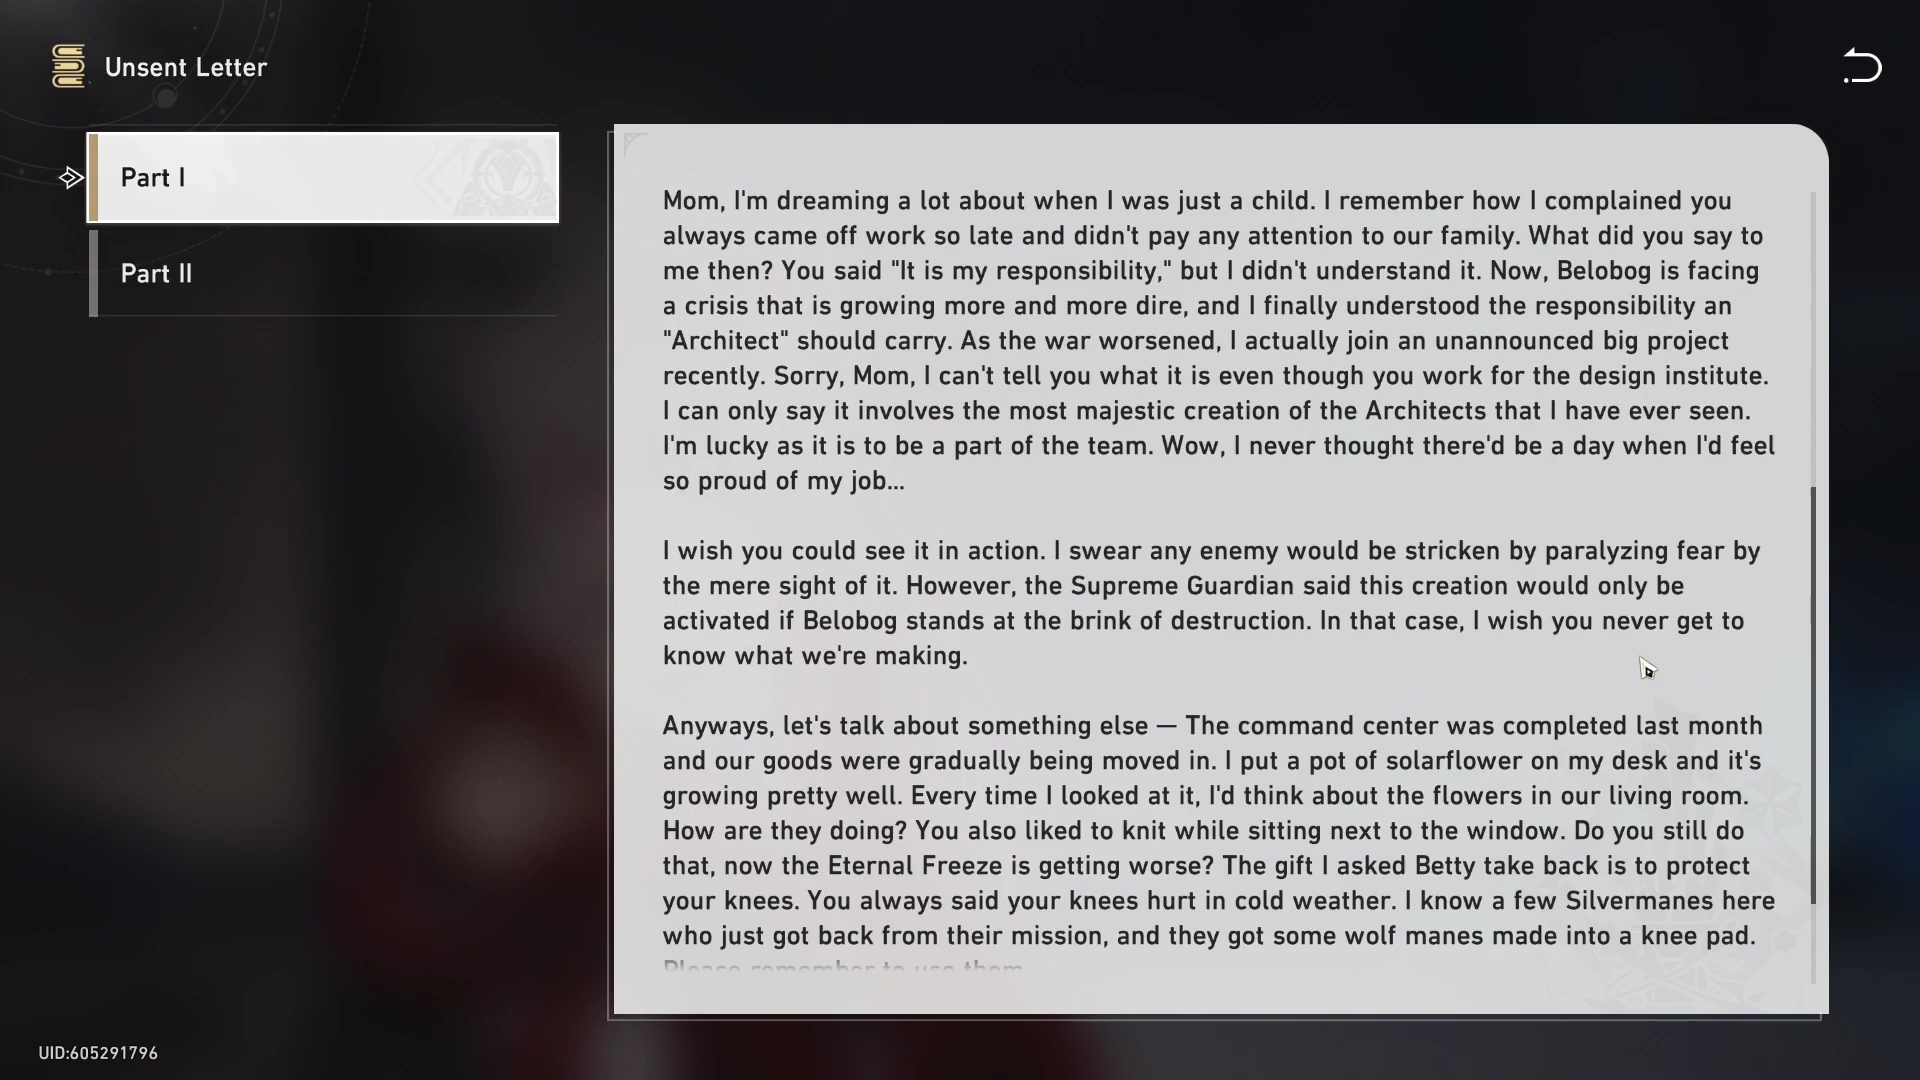 Unsent Letter
Part I
Part II
Mom, I'm dreaming a lot about when I was just a child. I remember how I complained you
always came off work so late and didn't pay any attention to our family. What did you say to
me then? You said "It is my responsibility," but I didn't understand it. Now, Belobog is facing
a crisis that is growing more and more dire, and I finally understood the responsibility an
"Architect" should carry. As the war worsened, I actually join an unannounced big project
recently. Sorry, Mom, I can't tell you what it is even though you work for the design institute.
I can only say it involves the most majestic creation of the Architects that I have ever seen.
I'm lucky as it is to be a part of the team. Wow, I never thought there'd be a day when I'd feel
so proud of my job...
I wish you could see it in action. I swear any enemy would be stricken by paralyzing fear by
the mere sight of it. However, the Supreme Guardian said this creation would only be
activated if Belobog stands at the brink of destruction. In that case, I wish you never get to
know what we're making.
Anyways, let's talk about something else — The command center was completed last month
and our goods were gradually being moved in. I put a pot of solarflower on my desk and it's
growing pretty well. Every time I looked at it, I'd think about the flowers in our living room.
How are they doing? You also liked to knit while sitting next to the window. Do you still do
that, now the Eternal Freeze is getting worse? The gift I asked Betty take back is to protect
your knees. You always said your knees hurt in cold weather. I know a few Silvermanes here
who just got back from their mission, and they got some wolf manes made into a knee pad.
Please remember to use them
UID:605291796